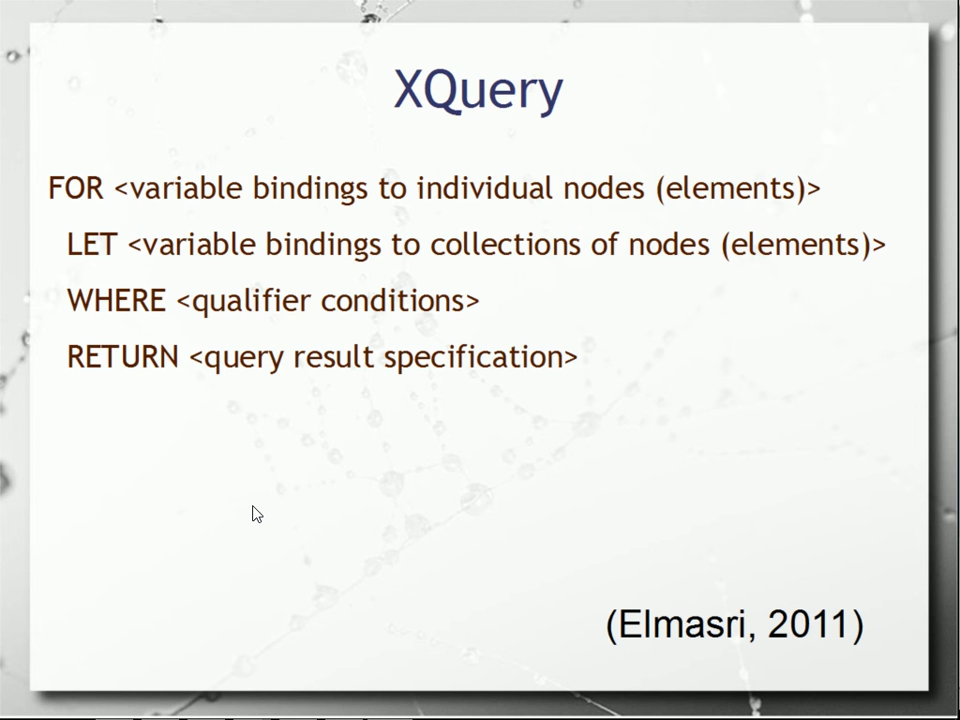 XQuery
FOR <variable bindings to individual nodes (elements)>
LET <variable bindings to collections of nodes (elements)>
WHERE <qualifier conditions>
RETURN <query result specification>
(Elmasri, 2011)